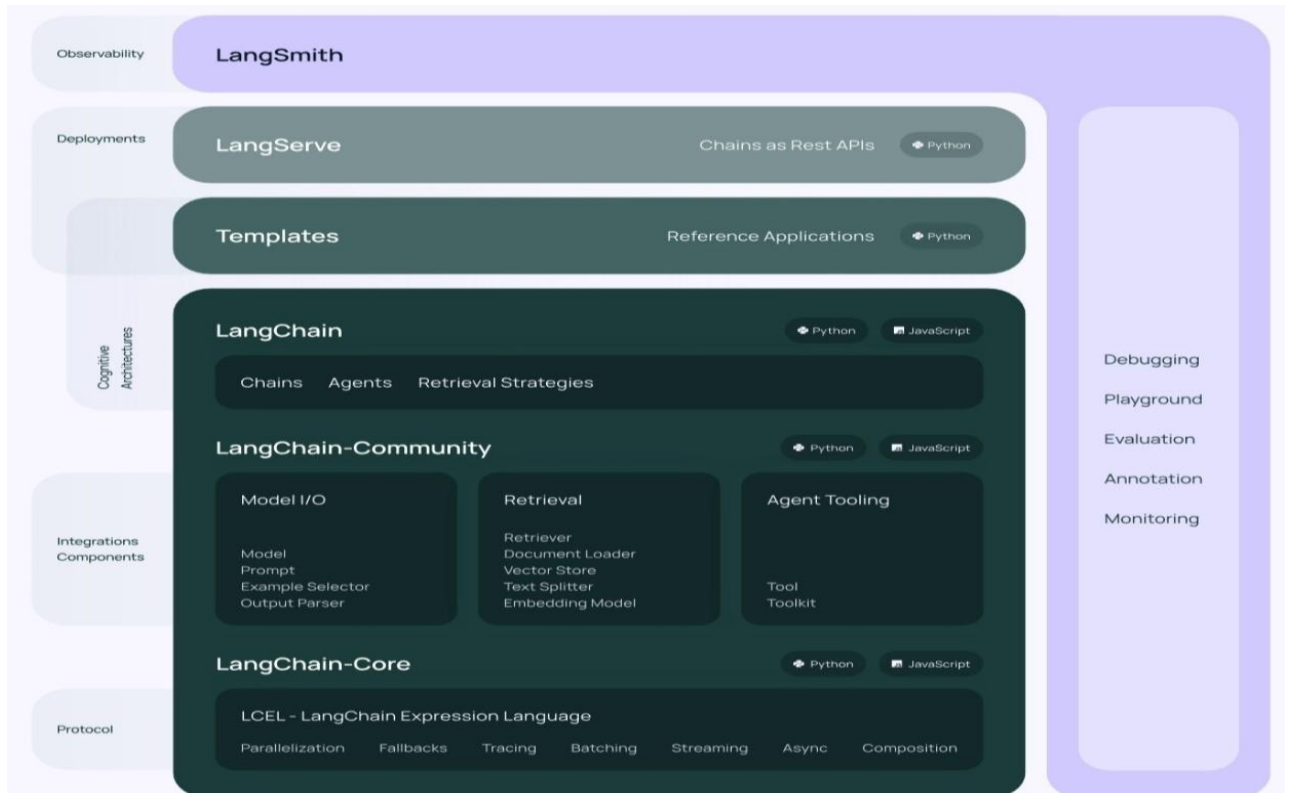 Observability
LangSmith
Deployments
LangServe
Chains as Rest APIs
Python
Templates
Reference Applications
Python
Cognitive
Architectures
LangChain
Python
JavaScript
Chains
Agents
Retrieval Strategies
LangChain-Community
Python
JavaScript
Integrations
Components
Model I/O
Model
Prompt
Example Selector
Output Parser
Retrieval
Retriever
Document Loader
Vector Store
Text Splitter
Embedding Model
Agent Tooling
Tool
Toolkit
LangChain-Core
Python
JavaScript
Protocol
LCEL - LangChain Expression Language
Parallelization
Fallbacks
Tracing
Batching
Streaming
Async
Composition
Debugging
Playground
Evaluation
Annotation
Monitoring